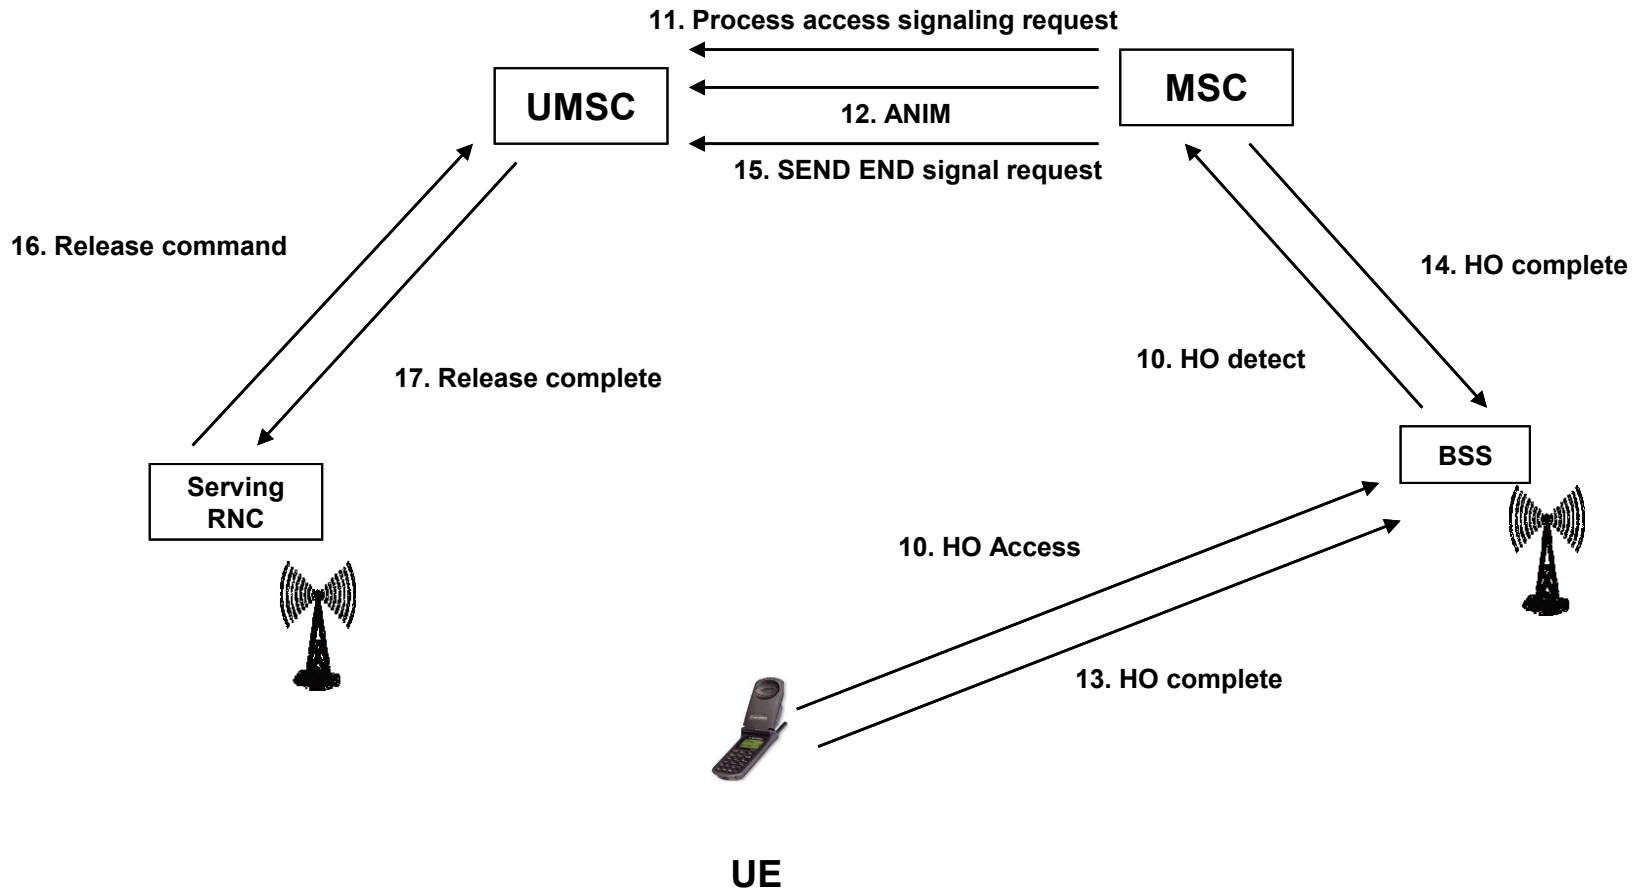 11. Process access signaling request
UMSC
MSC
12. ANIM
15. SEND END signal request
16. Release command
14. HO complete
10. HO detect
17. Release complete
BSS
Serving
RNC
10. HO Access
13. HO complete
UE